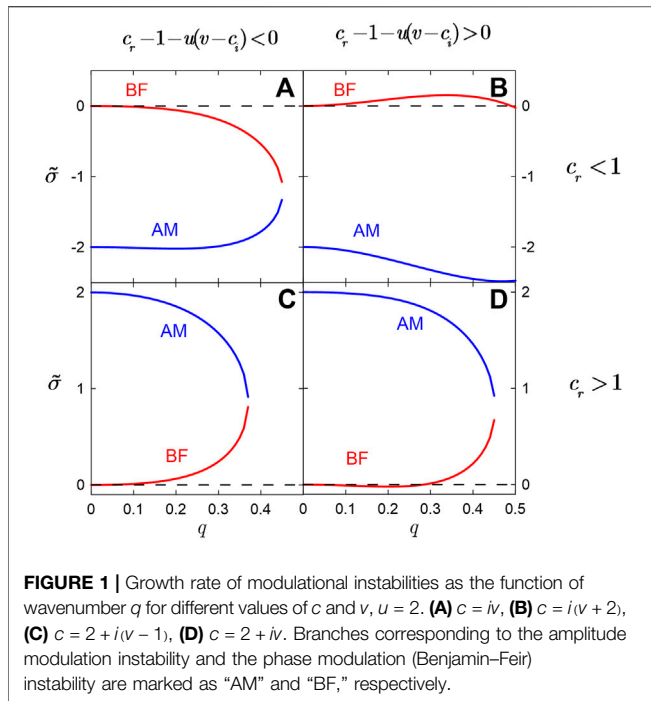 c_r −1−u(v−c_i)<0
c_r −1−u(v−c_i)>0
A
BF
0
σ̃
-1
AM
-2
B
BF
0
-1
c_r <1
AM
-2
C
2
AM
σ̃
1
BF
0
0 0.1 0.2 0.3 0.4
q
D
2
AM
1
c_r >1
BF
0
0 0.1 0.2 0.3 0.4 0.5
q
FIGURE 1 | Growth rate of modulational instabilities as the function of
wavenumber q for different values of c and v, u = 2. (A) c = iv, (B) c = i(v + 2),
(C) c = 2 + i(v − 1), (D) c = 2 + iv. Branches corresponding to the amplitude
modulation instability and the phase modulation (Benjamin–Feir)
instability are marked as “AM” and “BF,” respectively.